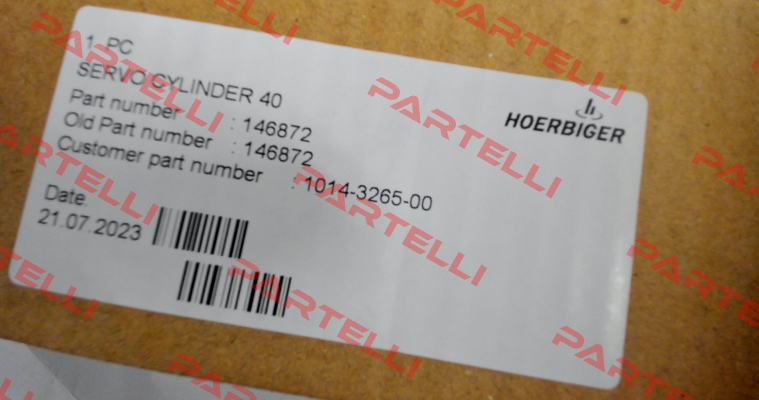 1 PC
SERVO CYLINDER 40
Part number : 146872
Old Part number : 146872
Customer part number : 1014-3265-00
Date
21.07.2023
HOERBIGER
PARTELLI
PARTELLI
PARTELLI
PARTELLI
PARTELLI
PARTELLI
PARTELLI
PARTELLI